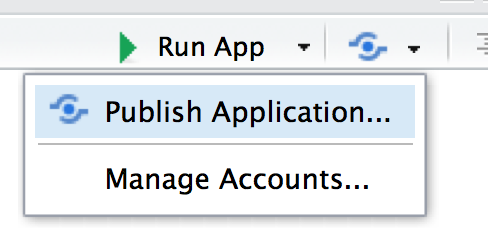 Run App
Publish Application...
Manage Accounts...